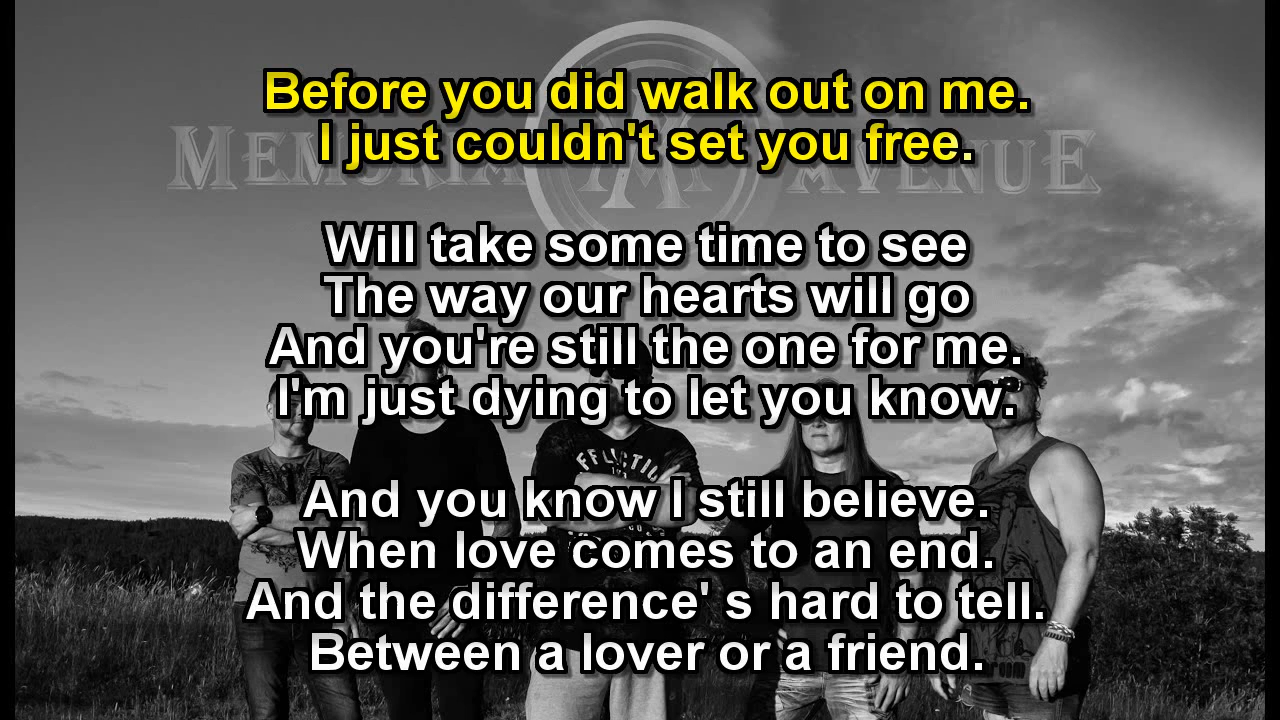 Before you did walk out on me.
I just couldn't set you free.
MEMORIAL AVENUE
Will take some time to see
The way our hearts will go
And you're still the one for me.
I'm just dying to let you know.
And you know I still believe.
When love comes to an end.
And the difference' s hard to tell.
Between a lover or a friend.